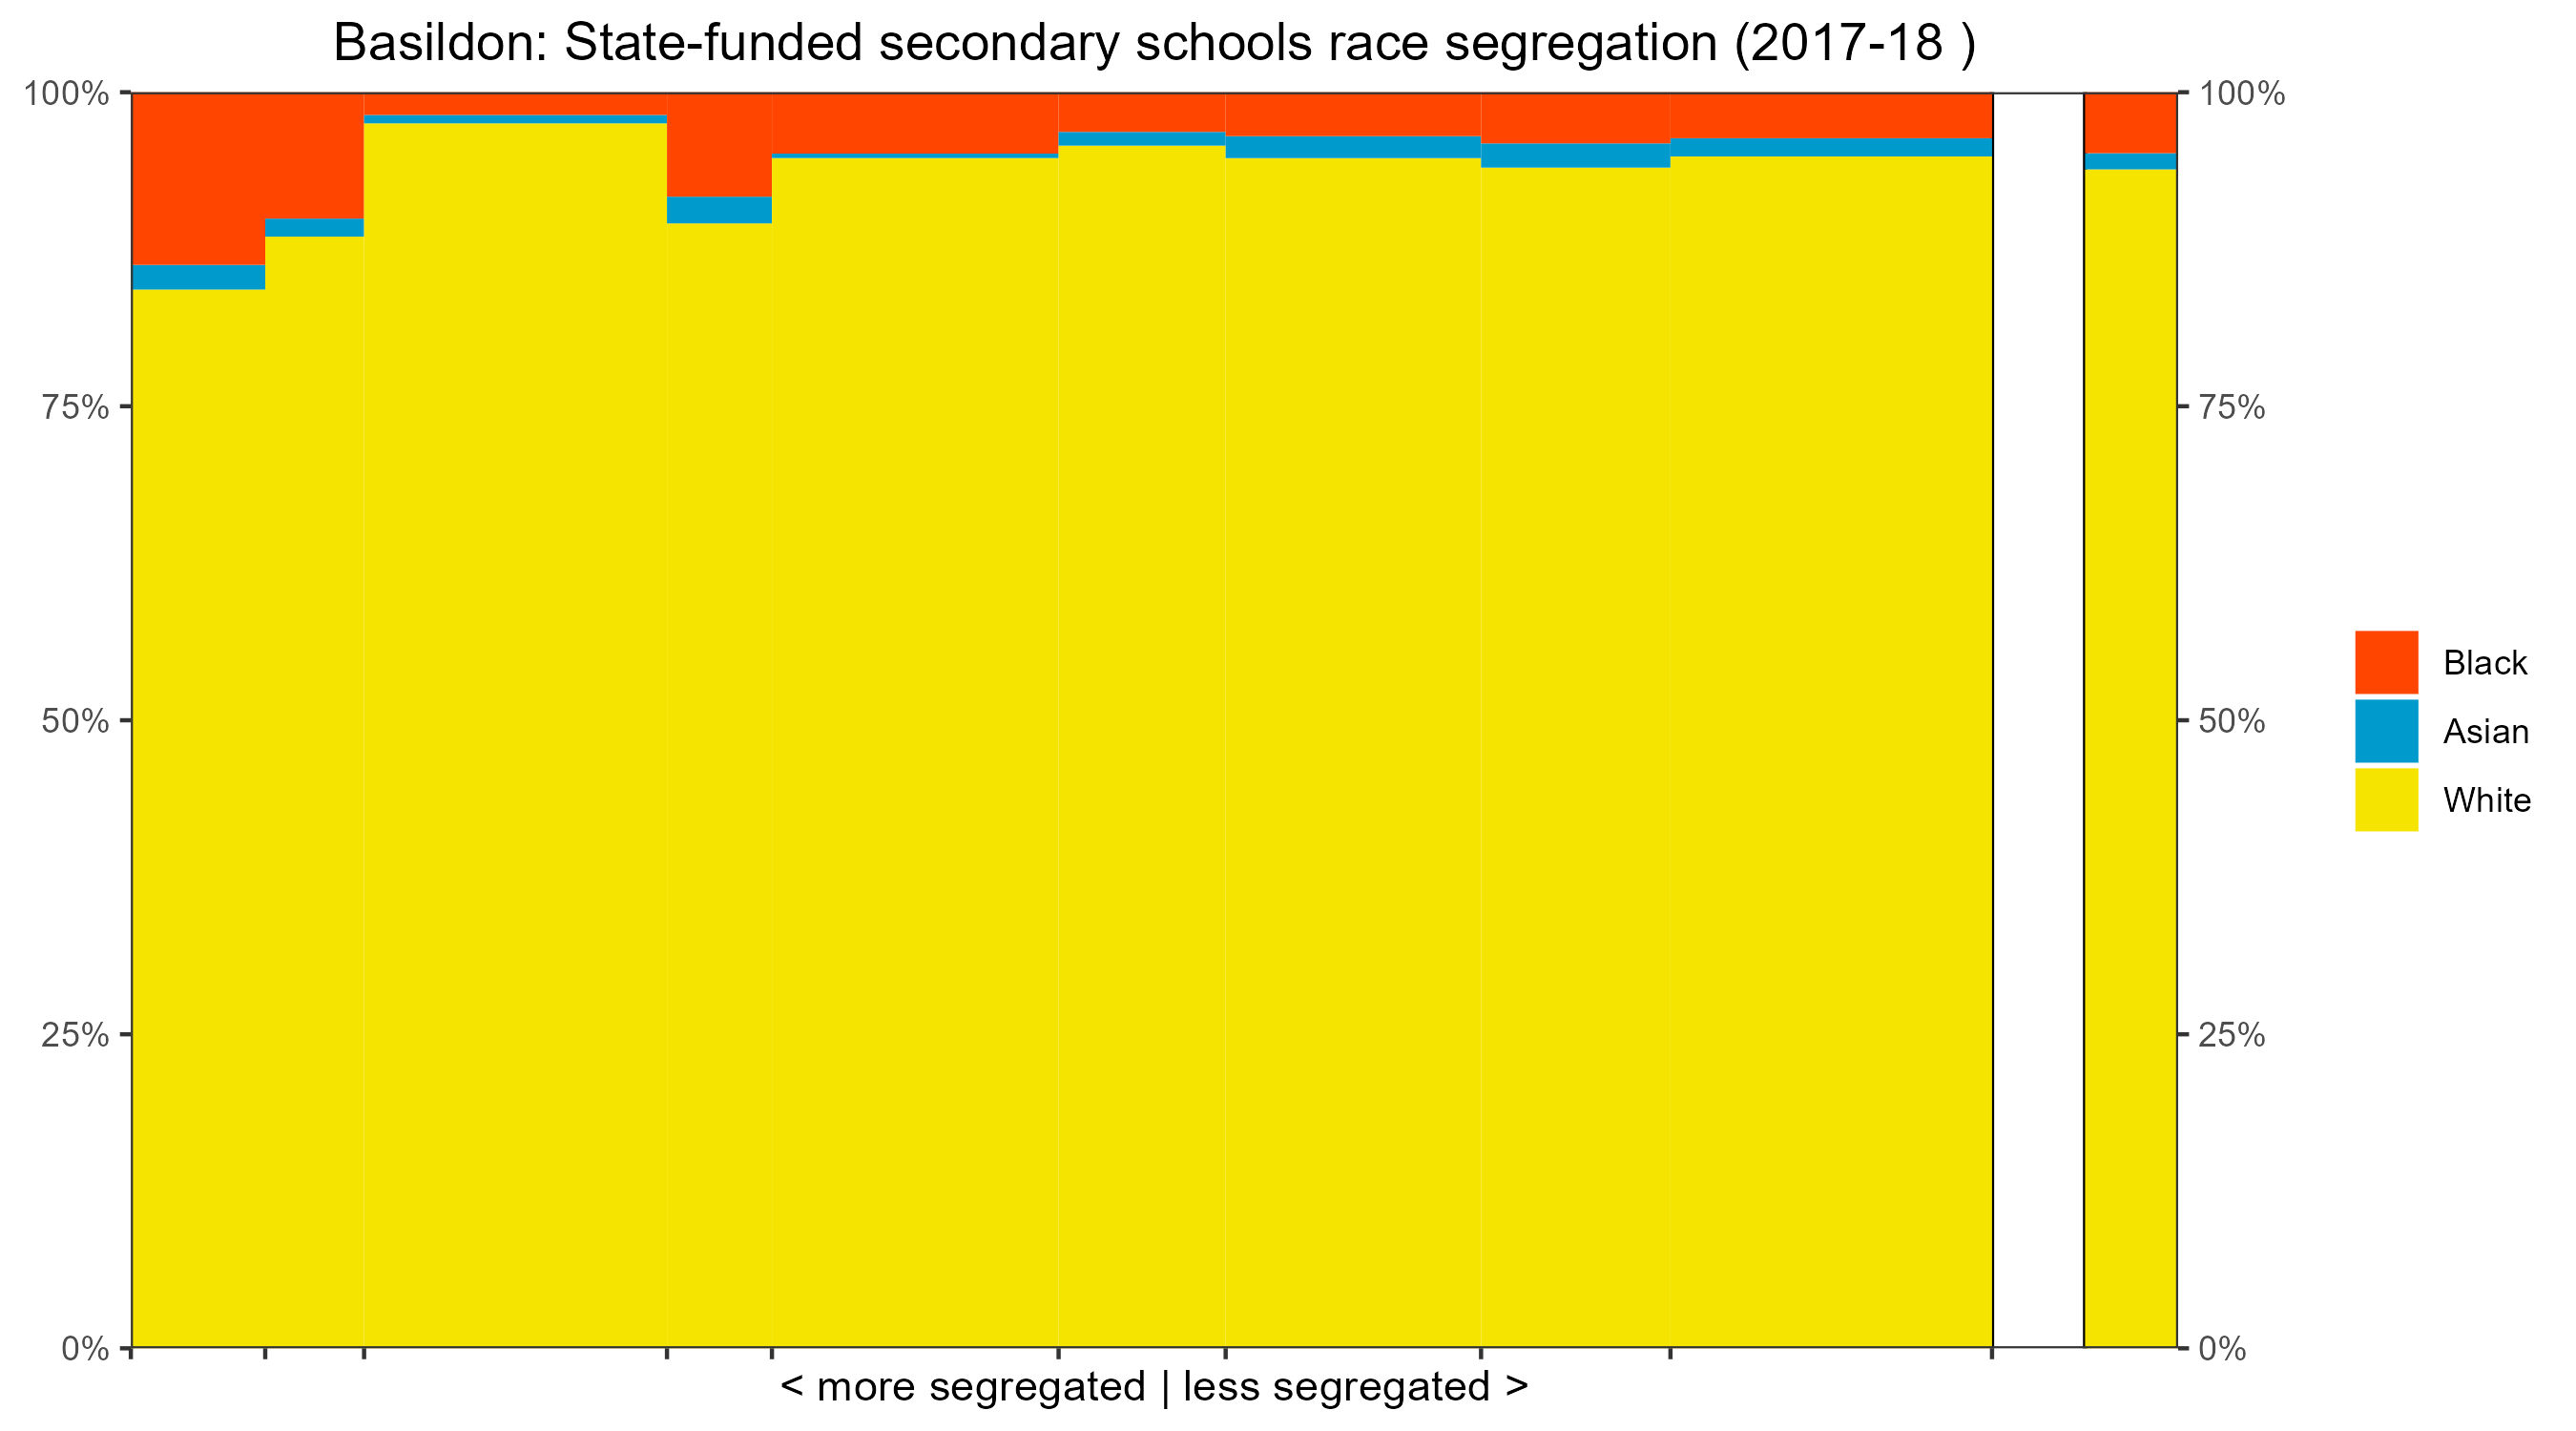 Basildon: State-funded secondary schools race segregation (2017-18 )
100%
75%
50%
25%
0%
100%
75%
50%
25%
0%
Black
Asian
White
< more segregated | less segregated >